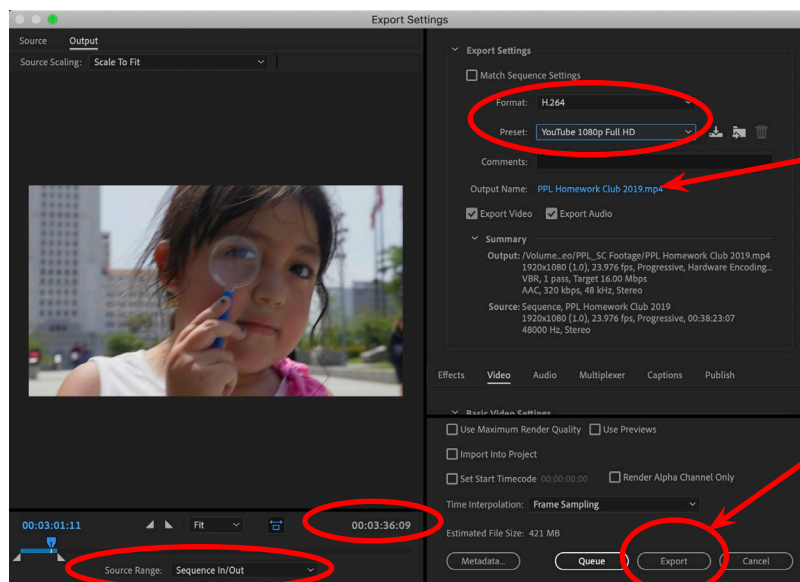 Export Settings
Source Output
Source Scaling: Scale To Fit
Export Settings
Match Sequence Settings
Format: H.264
Preset: YouTube 1080p Full HD
Comments:
Output Name: PPL Homework Club 2019.mp4
Export Video Export Audio
Summary
Output: /Volume...eo/PPL_SC Footage/PPL Homework Club 2019.mp4
1920x1080 (1.0), 23.976 fps, Progressive, Hardware Encoding...
VBR, 1 pass, Target 16.00 Mbps
AAC, 320 kbps, 48 kHz, Stereo
Source: Sequence, PPL Homework Club 2019
1920x1080 (1.0), 23.976 fps, Progressive, 00:38:23:07
48000 Hz, Stereo
Effects Video Audio Multiplexer Captions Publish
Basic Video Settings
Use Maximum Render Quality Use Previews
Import Into Project
Set Start Timecode 00:00:00:00 Render Alpha Channel Only
Time Interpolation: Frame Sampling
Estimated File Size: 421 MB
Metadata... Queue Export Cancel
00:03:01:11 Fit 00:03:36:09
Source Range: Sequence In/Out